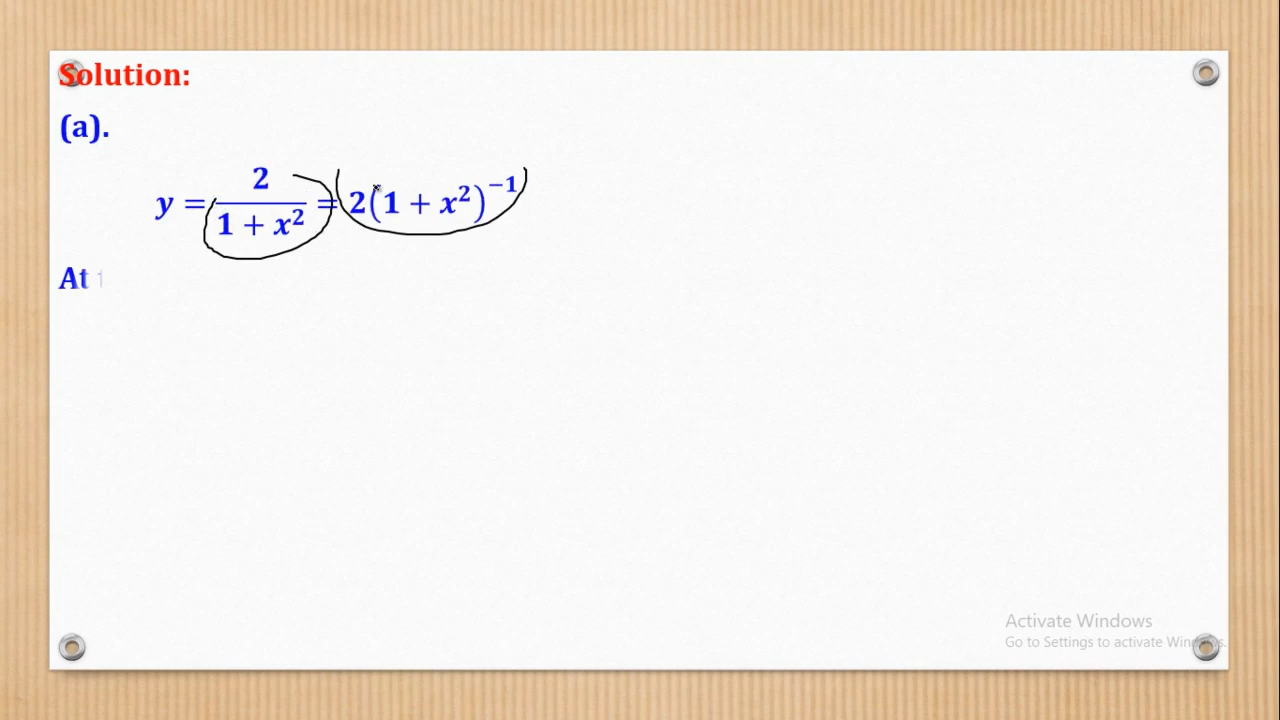 Solution:
(a).
y = 2/(1 + x²) = 2(1 + x²)⁻¹
At
Activate Windows
Go to Settings to activate Windows.